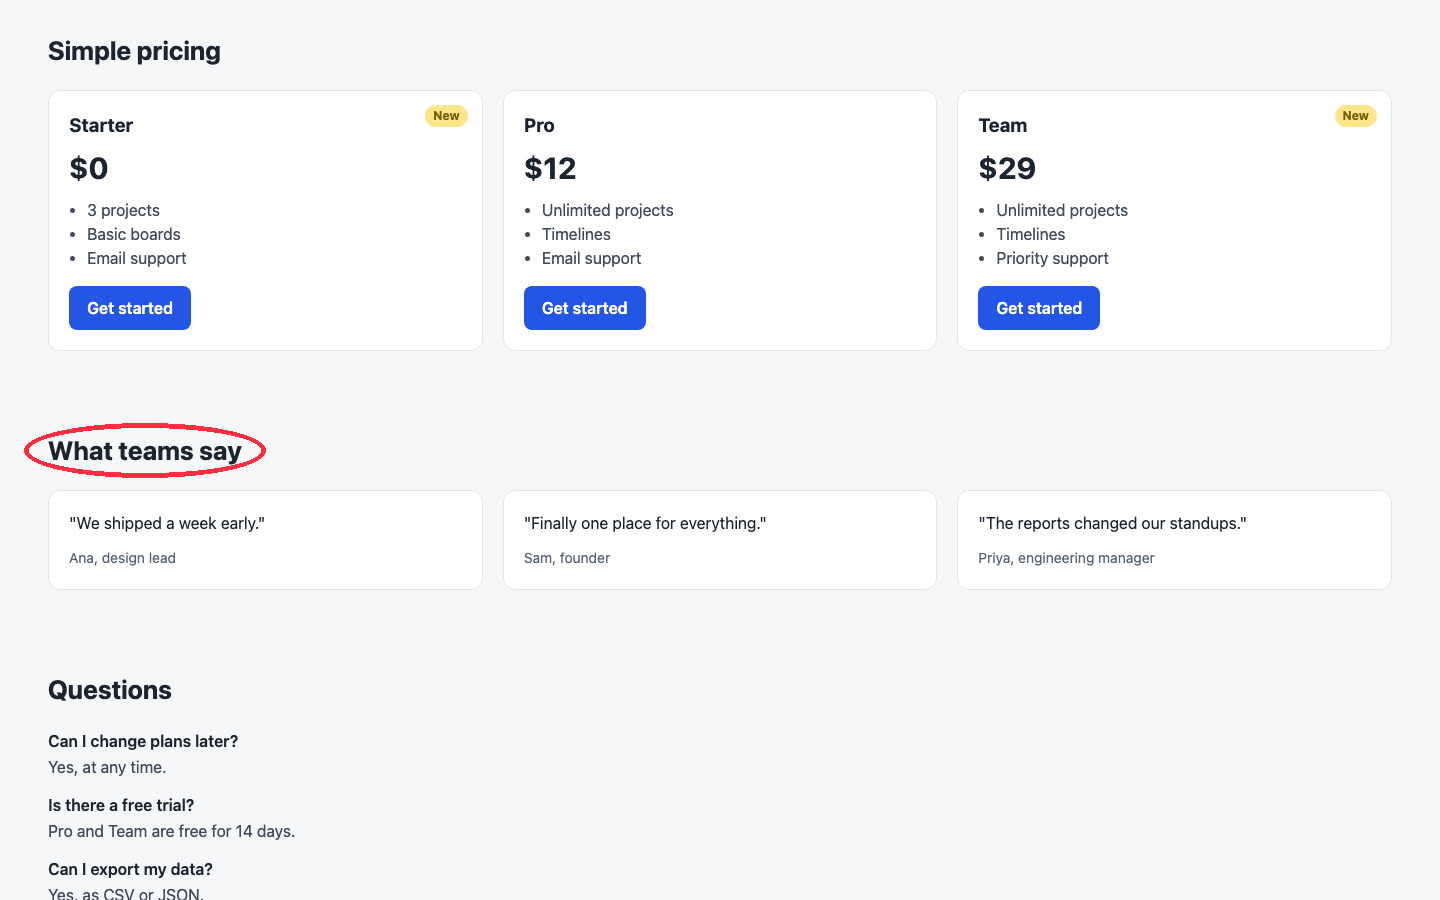 Simple pricing
Starter
New
$0
3 projects
Basic boards
Email support
Get started
Pro
$12
Unlimited projects
Timelines
Email support
Get started
Team
New
$29
Unlimited projects
Timelines
Priority support
Get started
What teams say
"We shipped a week early."
Ana, design lead
"Finally one place for everything."
Sam, founder
"The reports changed our standups."
Priya, engineering manager
Questions
Can I change plans later?
Yes, at any time.
Is there a free trial?
Pro and Team are free for 14 days.
Can I export my data?
Yes, as CSV or JSON.